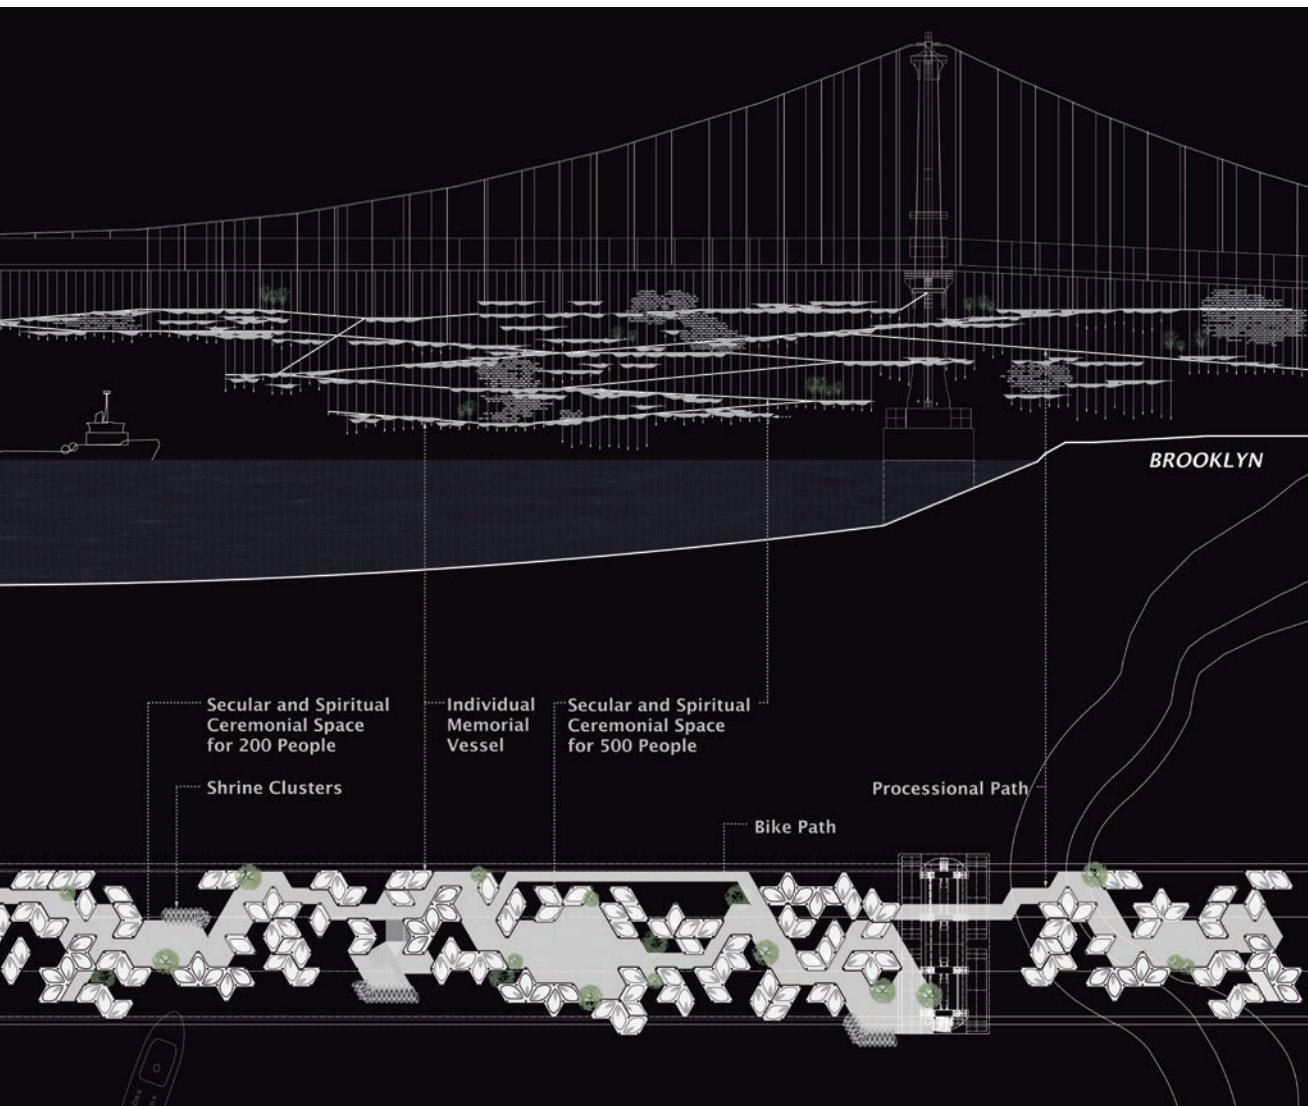 BROOKLYN
Secular and Spiritual
Ceremonial Space
for 200 People
Individual
Memorial
Vessel
Secular and Spiritual
Ceremonial Space
for 500 People
Shrine Clusters
Processional Path
Bike Path